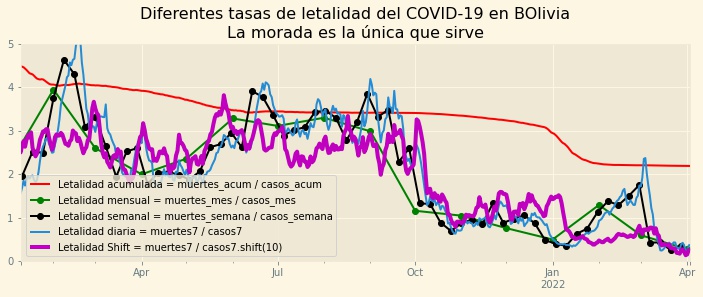 Diferentes tasas de letalidad del COVID-19 en BOlivia
La morada es la única que sirve
5
4
3
2
1
0
Letalidad acumulada = muertes_acum / casos_acum
Letalidad mensual = muertes_mes / casos_mes
Letalidad semanal = muertes_semana / casos_semana
Letalidad diaria = muertes7 / casos7
Letalidad Shift = muertes7 / casos7.shift(10)
Apr Jul Oct Jan Apr
2022